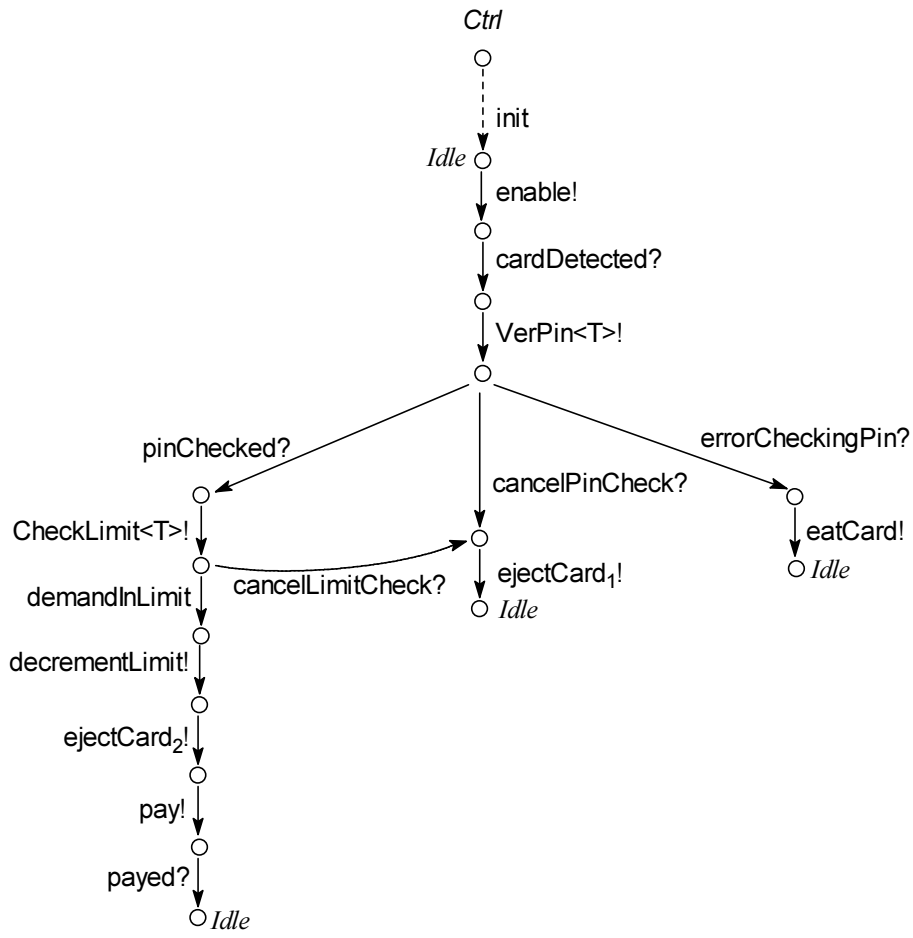 Ctrl
init
Idle
enable!
cardDetected?
VerPin<T>!
pinChecked?
cancelPinCheck?
errorCheckingPin?
CheckLimit<T>!
cancelLimitCheck?
ejectCard₁!
eatCard!
Idle
Idle
demandInLimit
decrementLimit!
ejectCard₂!
pay!
payed?
Idle